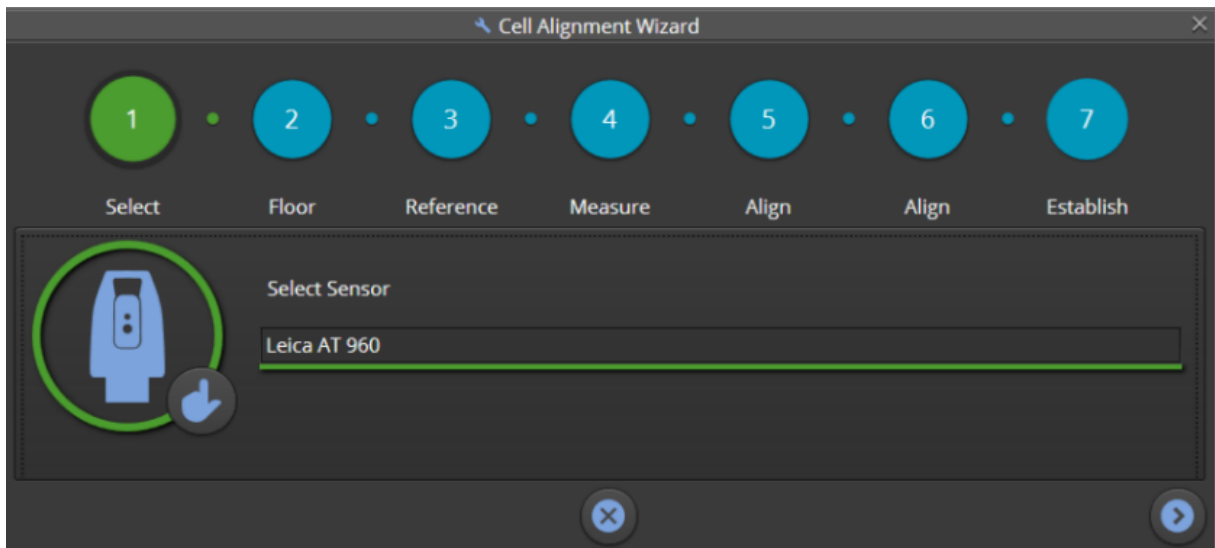 Cell Alignment Wizard
1 2 3 4 5 6 7
Select Floor Reference Measure Align Align Establish
Select Sensor
Leica AT 960